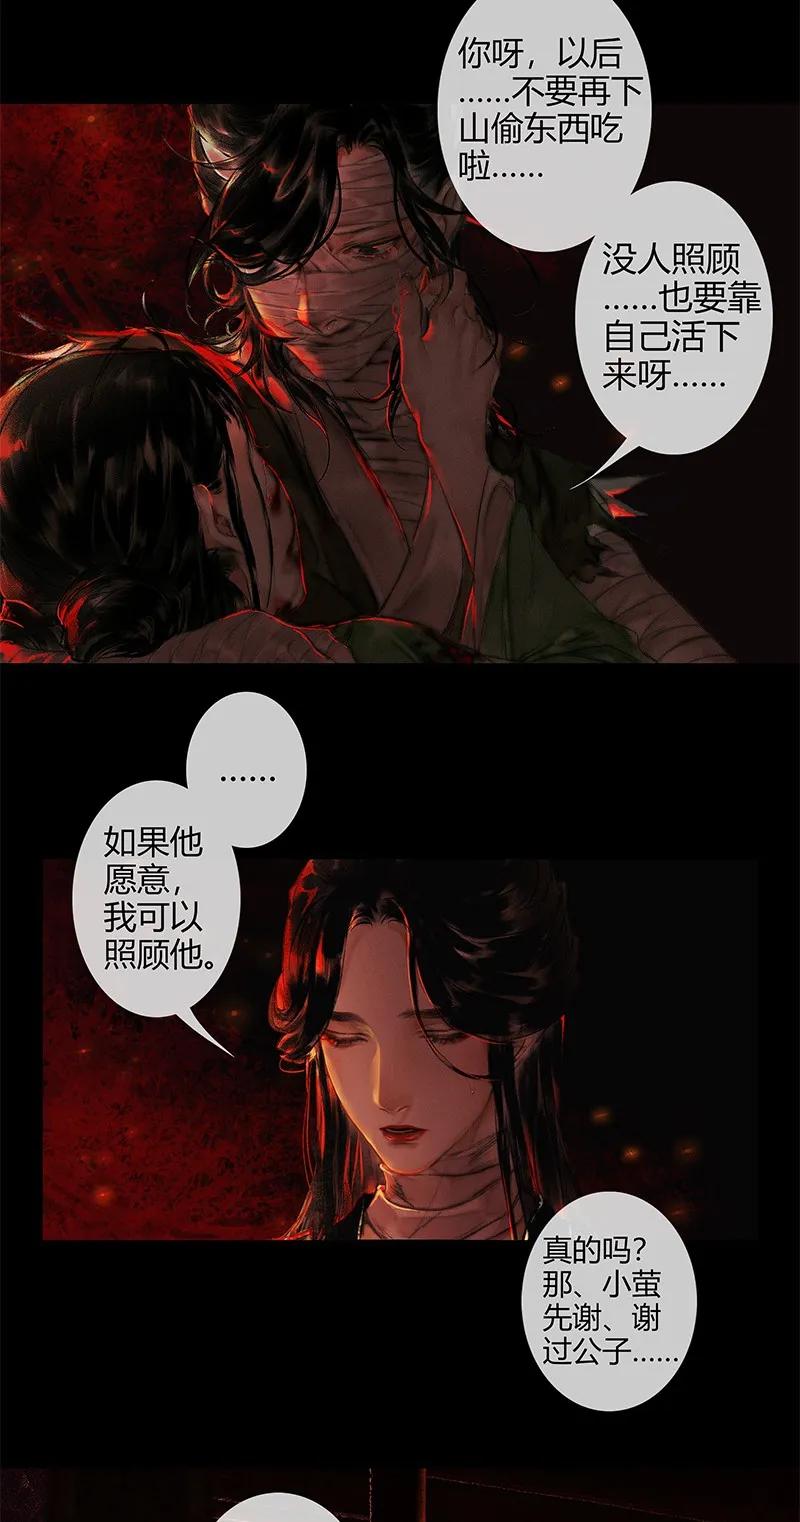 你呀，以后
……不要再下
山偷东西吃
啦……
没人照顾
……也要靠
自己活下
来呀……
……
如果他
愿意，
我可以
照顾他。
真的吗？
那、小萤
先谢、谢
过公子……